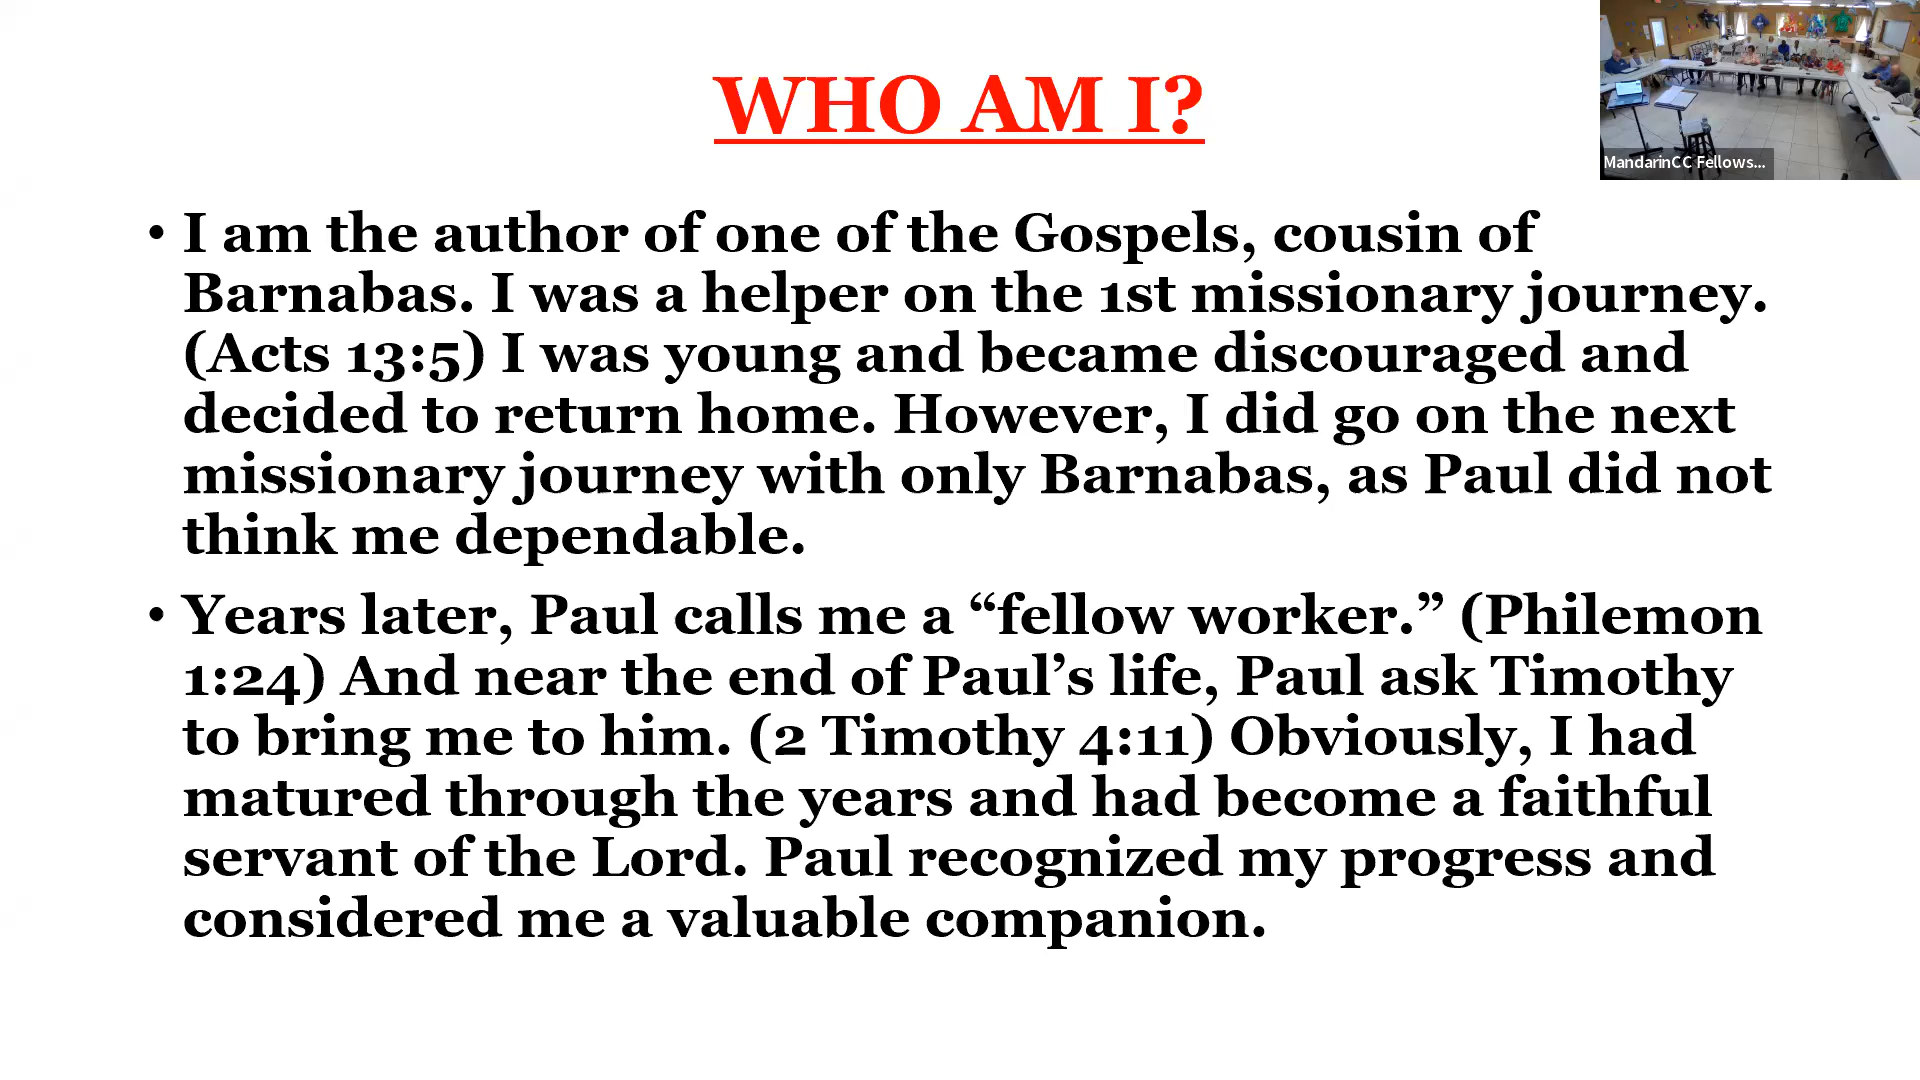 WHO AM I?
MandarinCC Fellows...
• I am the author of one of the Gospels, cousin of
Barnabas. I was a helper on the 1st missionary journey.
(Acts 13:5) I was young and became discouraged and
decided to return home. However, I did go on the next
missionary journey with only Barnabas, as Paul did not
think me dependable.
• Years later, Paul calls me a “fellow worker.” (Philemon
1:24) And near the end of Paul’s life, Paul ask Timothy
to bring me to him. (2 Timothy 4:11) Obviously, I had
matured through the years and had become a faithful
servant of the Lord. Paul recognized my progress and
considered me a valuable companion.